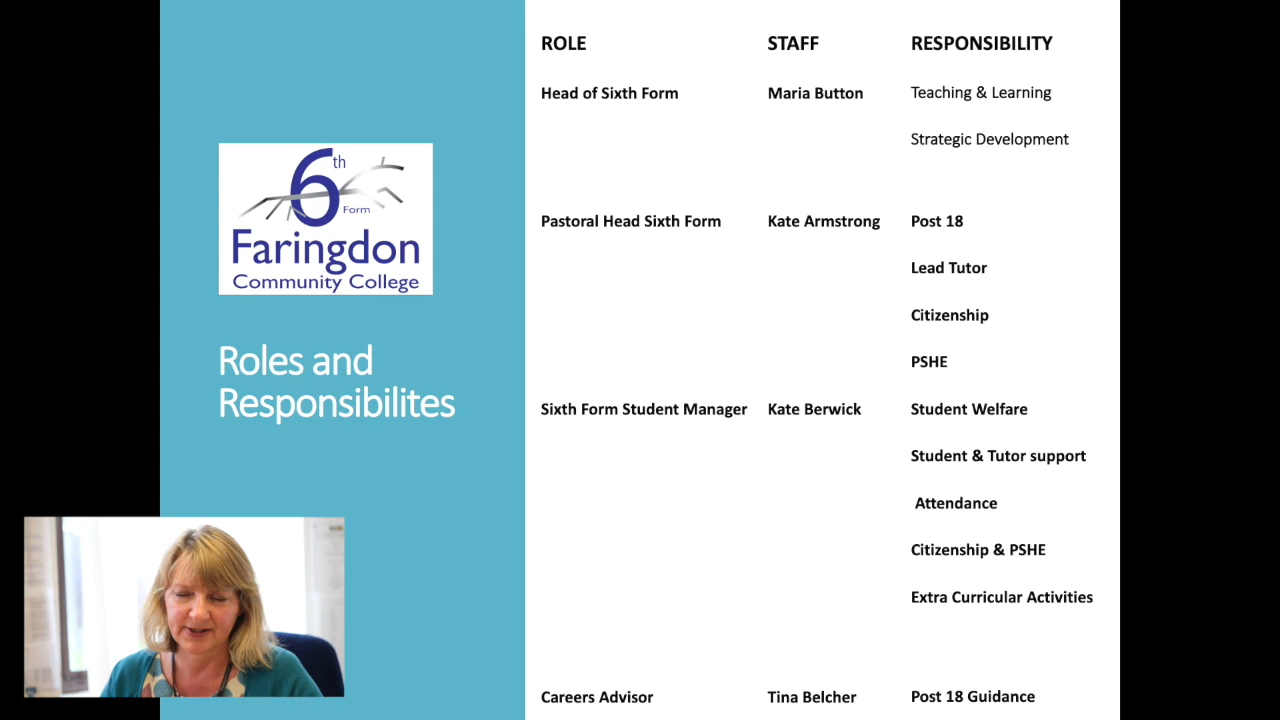 6th
Form
Faringdon
Community College
Roles and
Responsibilites
ROLE STAFF RESPONSIBILITY
Head of Sixth Form Maria Button Teaching & Learning
Strategic Development
Pastoral Head Sixth Form Kate Armstrong Post 18
Lead Tutor
Citizenship
PSHE
Sixth Form Student Manager Kate Berwick Student Welfare
Student & Tutor support
Attendance
Citizenship & PSHE
Extra Curricular Activities
Careers Advisor Tina Belcher Post 18 Guidance